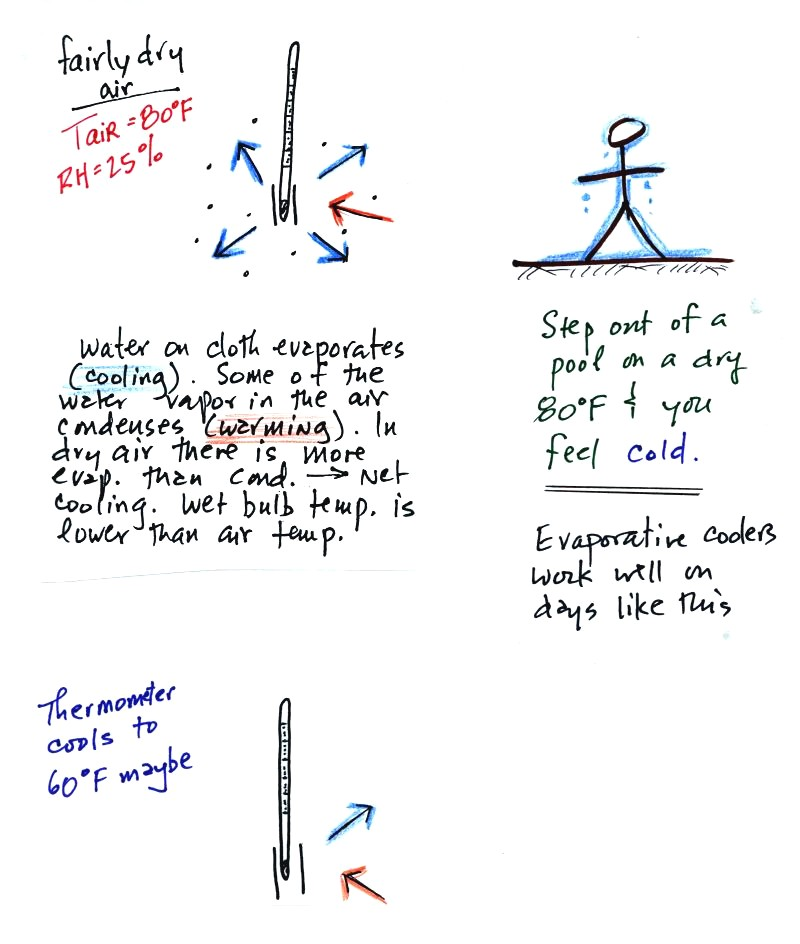 fairly dry
air
TAIR = 80°F
RH = 25%
Water on cloth evaporates
(cooling). Some of the
water vapor in the air
condenses (warming). In
dry air there is more
evap. than cond. → Net
cooling. Wet bulb temp. is
lower than air temp.
Step out of a
pool on a dry
80°F & you
feel cold.
Evaporative coolers
work well on
days like this
Thermometer
cools to
60°F maybe